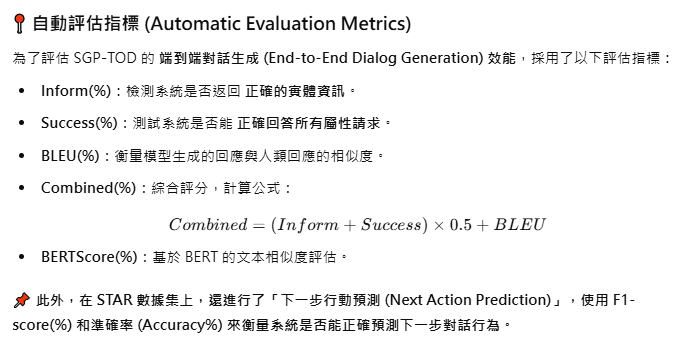 📍 自動評估指標 (Automatic Evaluation Metrics)
為了評估 SGP-TOD 的 端到端對話生成 (End-to-End Dialog Generation) 效能，採用了以下評估指標：
• Inform(%)：檢測系統是否返回 正確的實體資訊。
• Success(%)：測試系統是否能 正確回答所有屬性請求。
• BLEU(%)：衡量模型生成的回應與人類回應的相似度。
• Combined(%)：綜合評分，計算公式：
Combined = (Inform + Success) × 0.5 + BLEU
• BERTScore(%)：基於 BERT 的文本相似度評估。
📌 此外，在 STAR 數據集上，還進行了「下一步行動預測 (Next Action Prediction)」，使用 F1-
score(%) 和準確率 (Accuracy%) 來衡量系統是否能正確預測下一步對話行為。